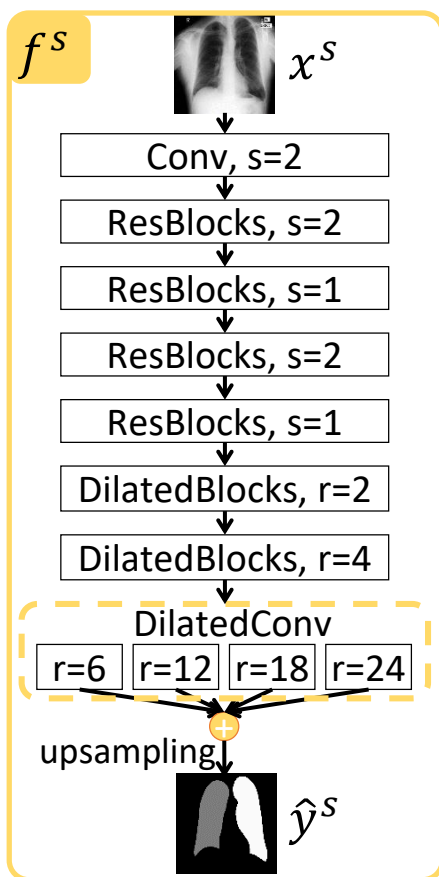 f^s
x^s
Conv, s=2
ResBlocks, s=2
ResBlocks, s=1
ResBlocks, s=2
ResBlocks, s=1
DilatedBlocks, r=2
DilatedBlocks, r=4
DilatedConv
r=6 r=12 r=18 r=24
+
upsampling
ŷ^s